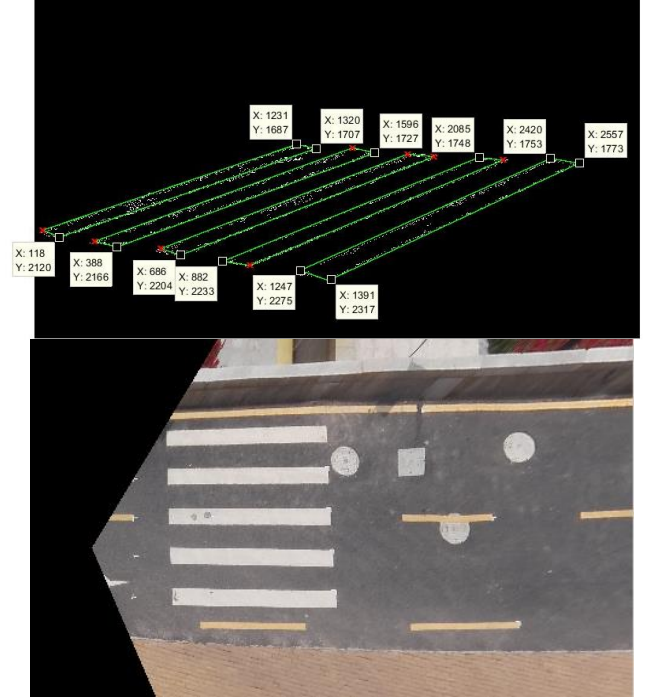 X: 1231
Y: 1687
X: 1320
Y: 1707
X: 1596
Y: 1727
X: 2085
Y: 1748
X: 2420
Y: 1753
X: 2557
Y: 1773
X: 118
Y: 2120
X: 388
Y: 2166
X: 686
Y: 2204
X: 882
Y: 2233
X: 1247
Y: 2275
X: 1391
Y: 2317